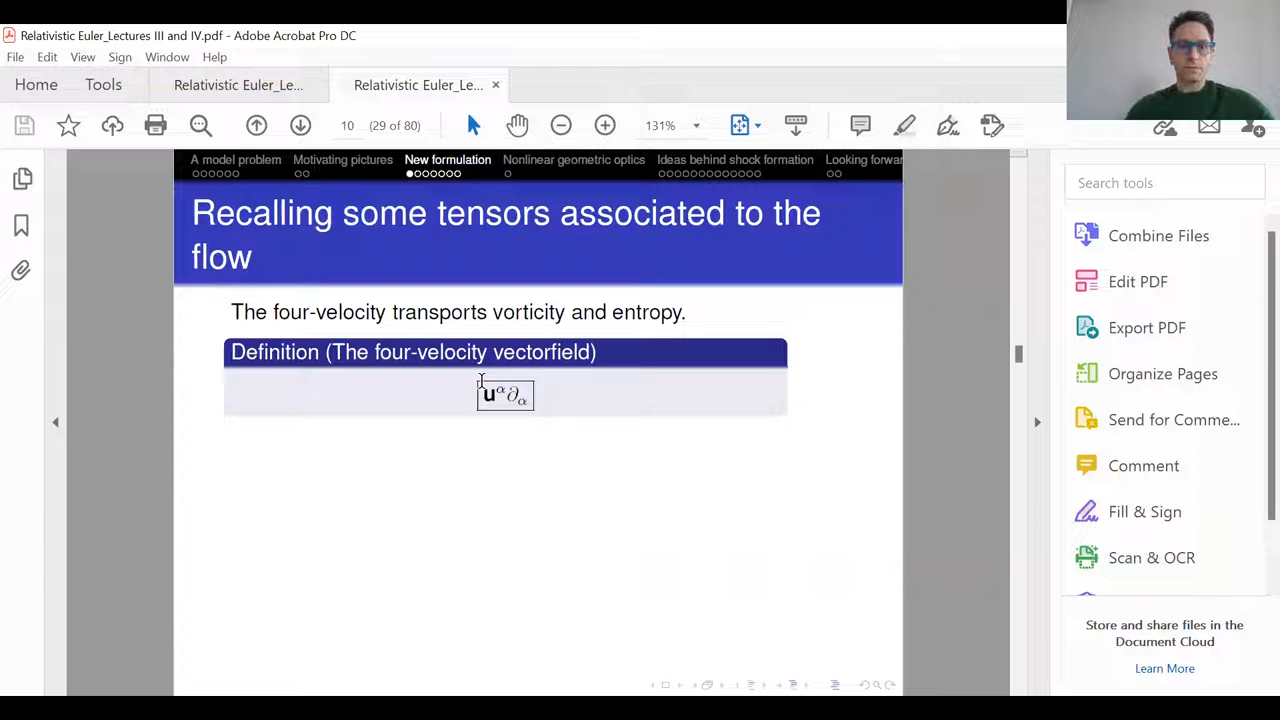 Relativistic Euler_Lectures III and IV.pdf - Adobe Acrobat Pro DC
File Edit View Sign Window Help
Home Tools Relativistic Euler_Le... Relativistic Euler_Le... ×
10 (29 of 80) 131%
A model problem Motivating pictures New formulation Nonlinear geometric optics Ideas behind shock formation Looking forwar
Recalling some tensors associated to the
flow
The four-velocity transports vorticity and entropy.
Definition (The four-velocity vectorfield)
u^α ∂_α
Search tools
Combine Files
Edit PDF
Export PDF
Organize Pages
Send for Comme...
Comment
Fill & Sign
Scan & OCR
Store and share files in the
Document Cloud
Learn More